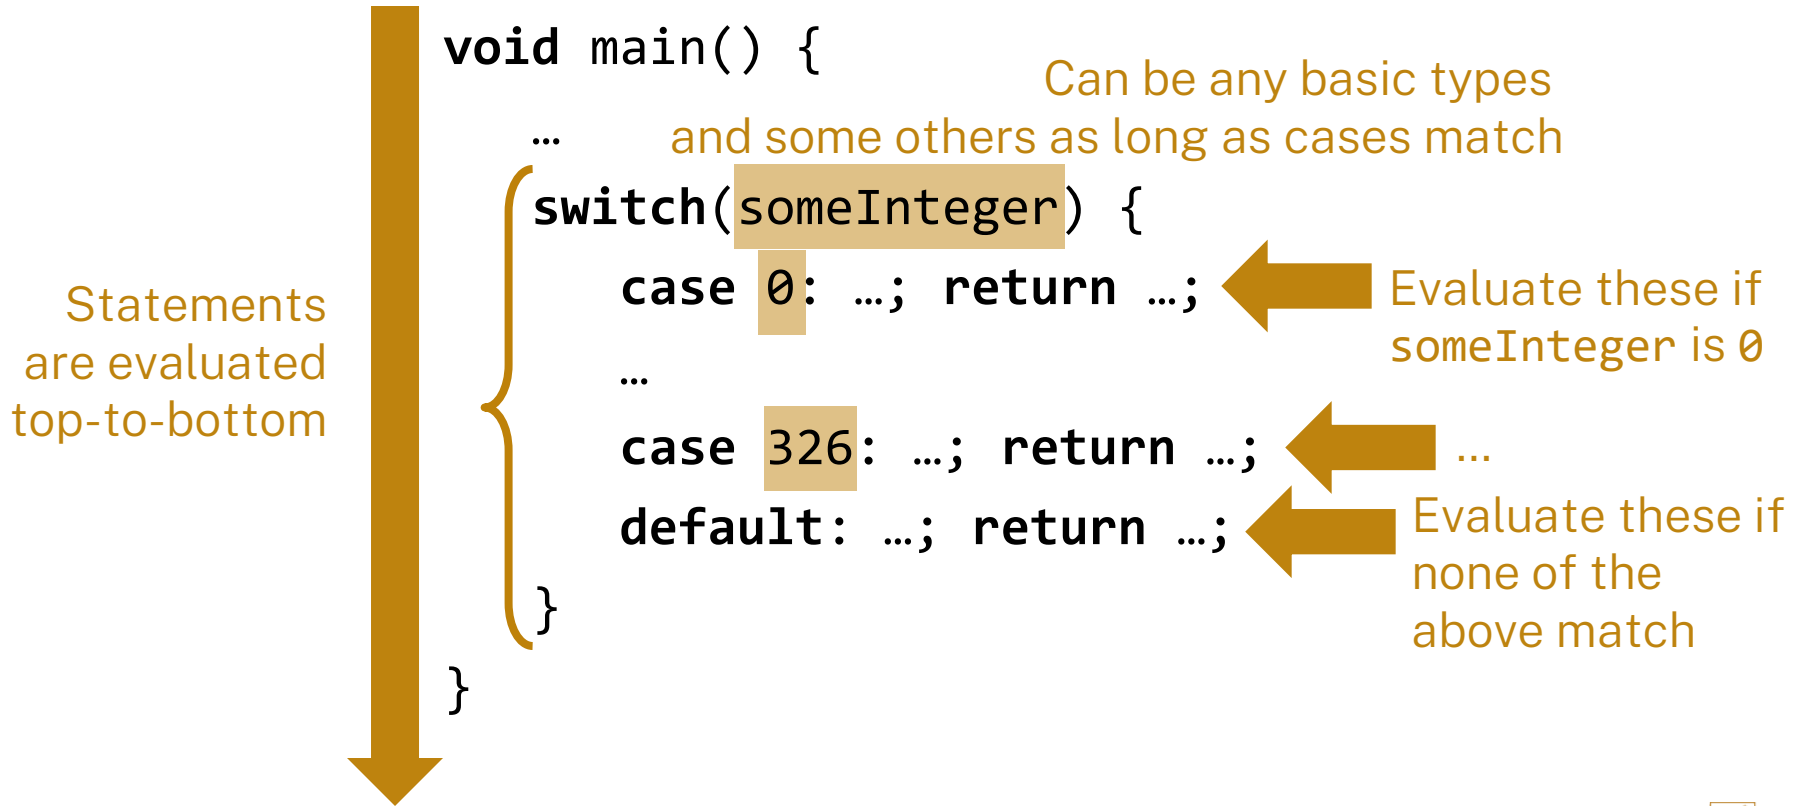 void main() {
Can be any basic types
…
and some others as long as cases match
switch(someInteger) {
case 0: …; return …;
Evaluate these if
someInteger is 0
Statements
are evaluated
top-to-bottom
…
case 326: …; return …;
…
default: …; return …;
Evaluate these if
none of the
above match
}
}